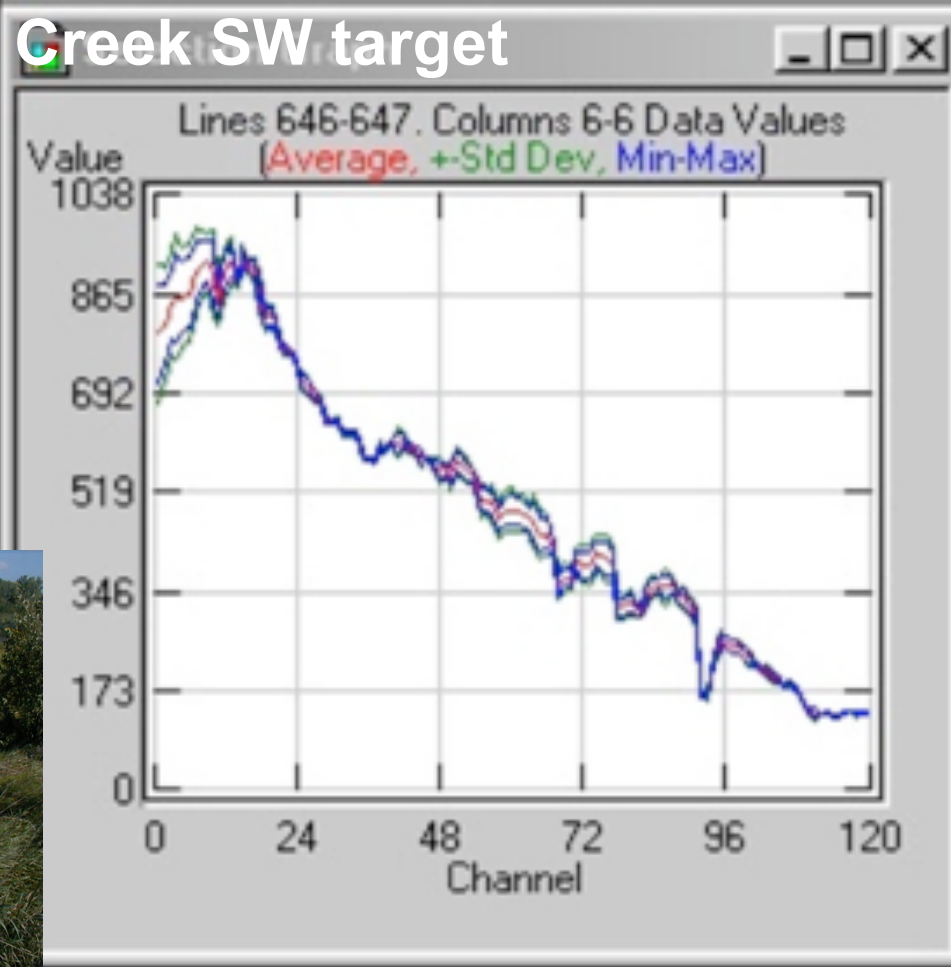 Creek SW target
Lines 646-647. Columns 6-6 Data Values
Value
(Average, +-Std Dev, Min-Max)
1038
865
692
519
346
173
0
0 24 48 72 96 120
Channel